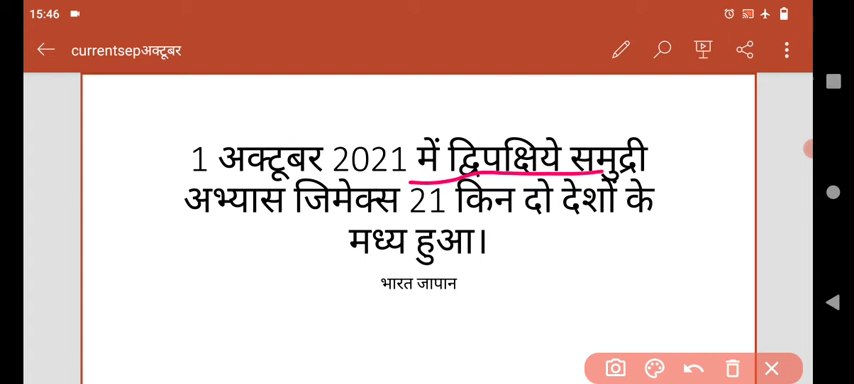 15:46
currentsepअक्टूबर
1 अक्टूबर 2021 में द्विपक्षिये समुद्री
अभ्यास जिमेक्स 21 किन दो देशों के
मध्य हुआ।
भारत जापान